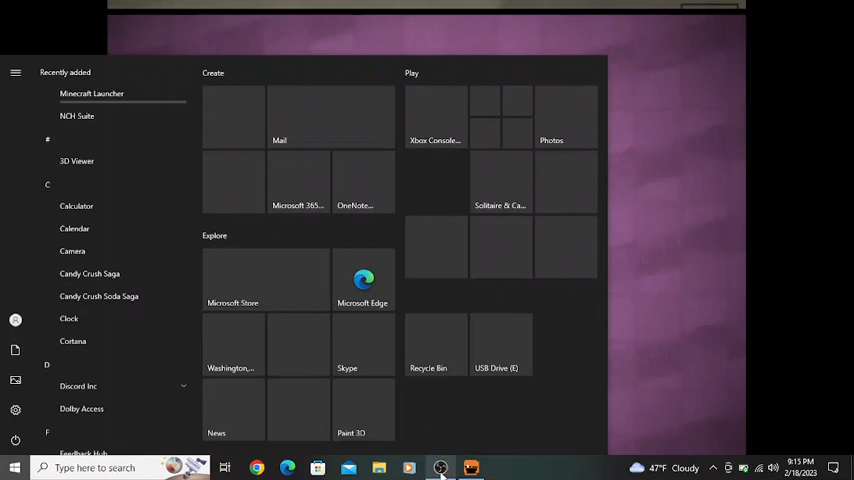 Recently added
Minecraft Launcher
NCH Suite
#
3D Viewer
C
Calculator
Calendar
Camera
Candy Crush Saga
Candy Crush Soda Saga
Clock
Cortana
D
Discord Inc
Dolby Access
F
Feedback Hub
Create
Mail
Microsoft 365...
OneNote...
Explore
Microsoft Store
Microsoft Edge
Washington,...
Skype
News
Paint 3D
Play
Xbox Console...
Photos
Solitaire & Ca...
Recycle Bin
USB Drive (E)
Type here to search
47°F Cloudy
9:15 PM
2/18/2023